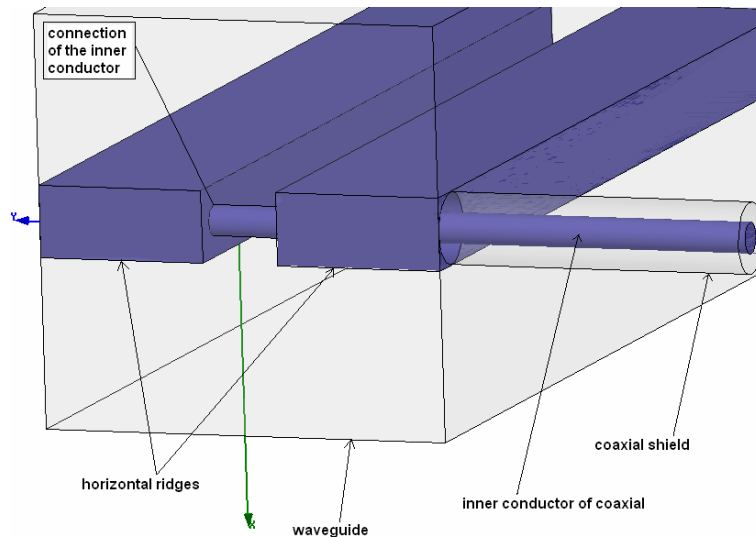 connection
of the inner
conductor
Y
coaxial shield
horizontal ridges
inner conductor of coaxial
X
waveguide